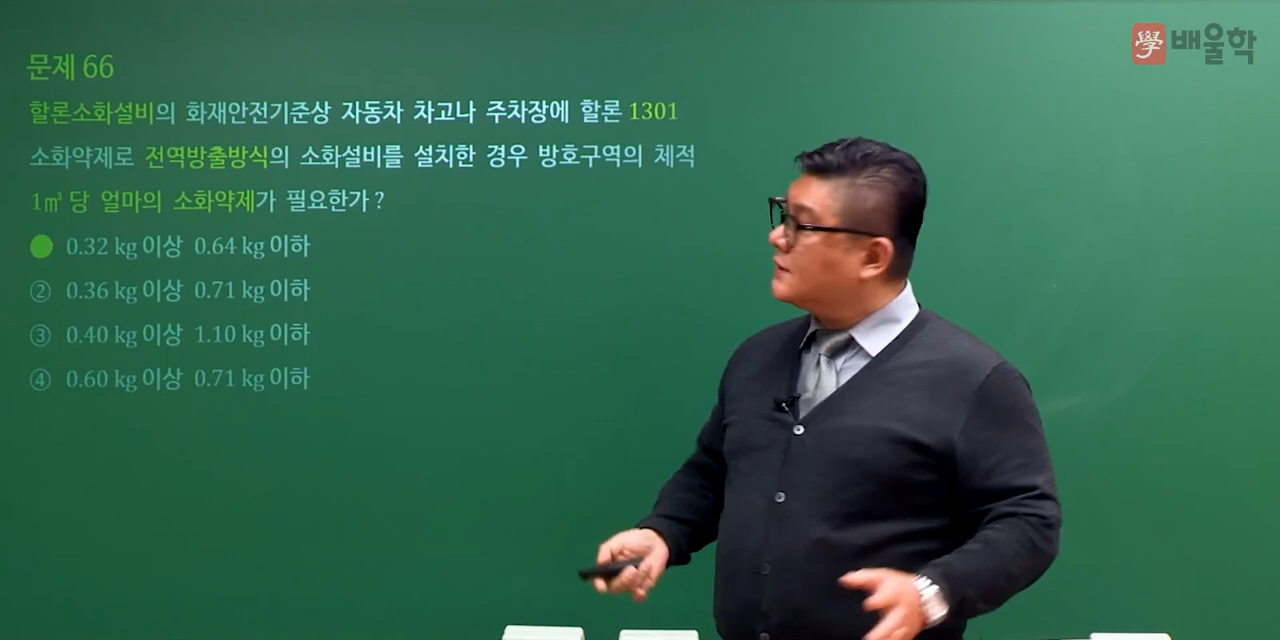 學 배울학
문제 66
할론소화설비의 화재안전기준상 자동차 차고나 주차장에 할론 1301
소화약제로 전역방출방식의 소화설비를 설치한 경우 방호구역의 체적
1㎥당 얼마의 소화약제가 필요한가?
0.32 kg 이상 0.64 kg 이하
② 0.36 kg 이상 0.71 kg 이하
③ 0.40 kg 이상 1.10 kg 이하
④ 0.60 kg 이상 0.71 kg 이하